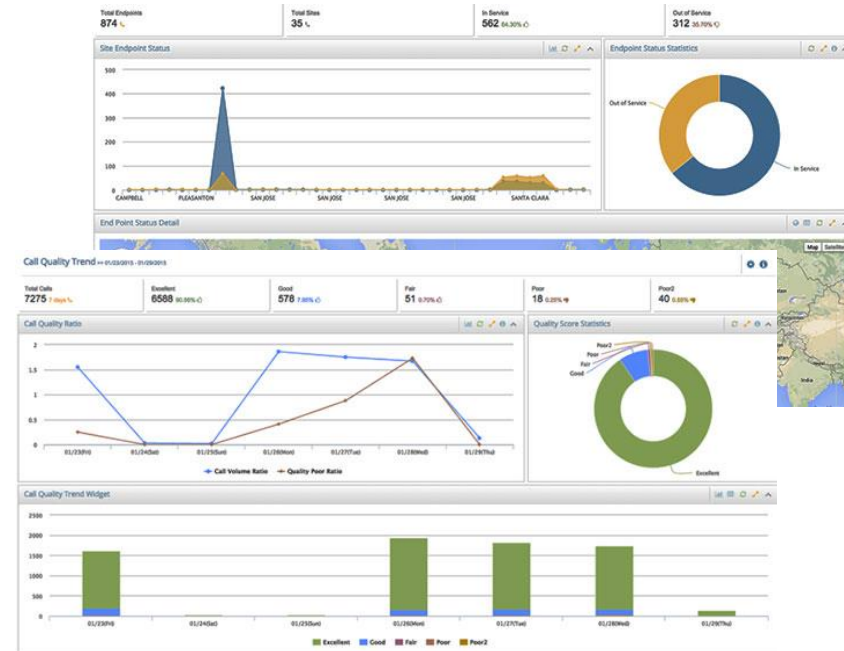 Total Endpoints
874
Total Sites
35
In Service
562 64.30%
Out of Service
312 35.70%
Site Endpoint Status
Endpoint Status Statistics
500
400
300
200
100
0
CAMPBELL PLEASANTON SAN JOSE SAN JOSE SAN JOSE SAN JOSE SANTA CLARA
Out of Service
In Service
End Point Status Detail
Map Satellite
India
Call Quality Trend 01/23/2015 - 01/29/2015
Total Calls
7275 7 days
Excellent
6588
Good
578
Fair
51 0.70%
Poor
18 0.25%
Poor2
40
Call Quality Ratio
Quality Score Statistics
2
1.5
1
0.5
0
01/23(Fri) 01/24(Sat) 01/25(Sun) 01/26(Mon) 01/27(Tue) 01/28(Wed) 01/29(Thu)
Call Volume Ratio Quality Poor Ratio
Poor2
Poor
Fair
Good
Excellent
Call Quality Trend Widget
2500
2000
1500
1000
500
0
01/23(Fri) 01/24(Sat) 01/25(Sun) 01/26(Mon) 01/27(Tue) 01/28(Wed) 01/29(Thu)
Excellent Good Fair Poor Poor2